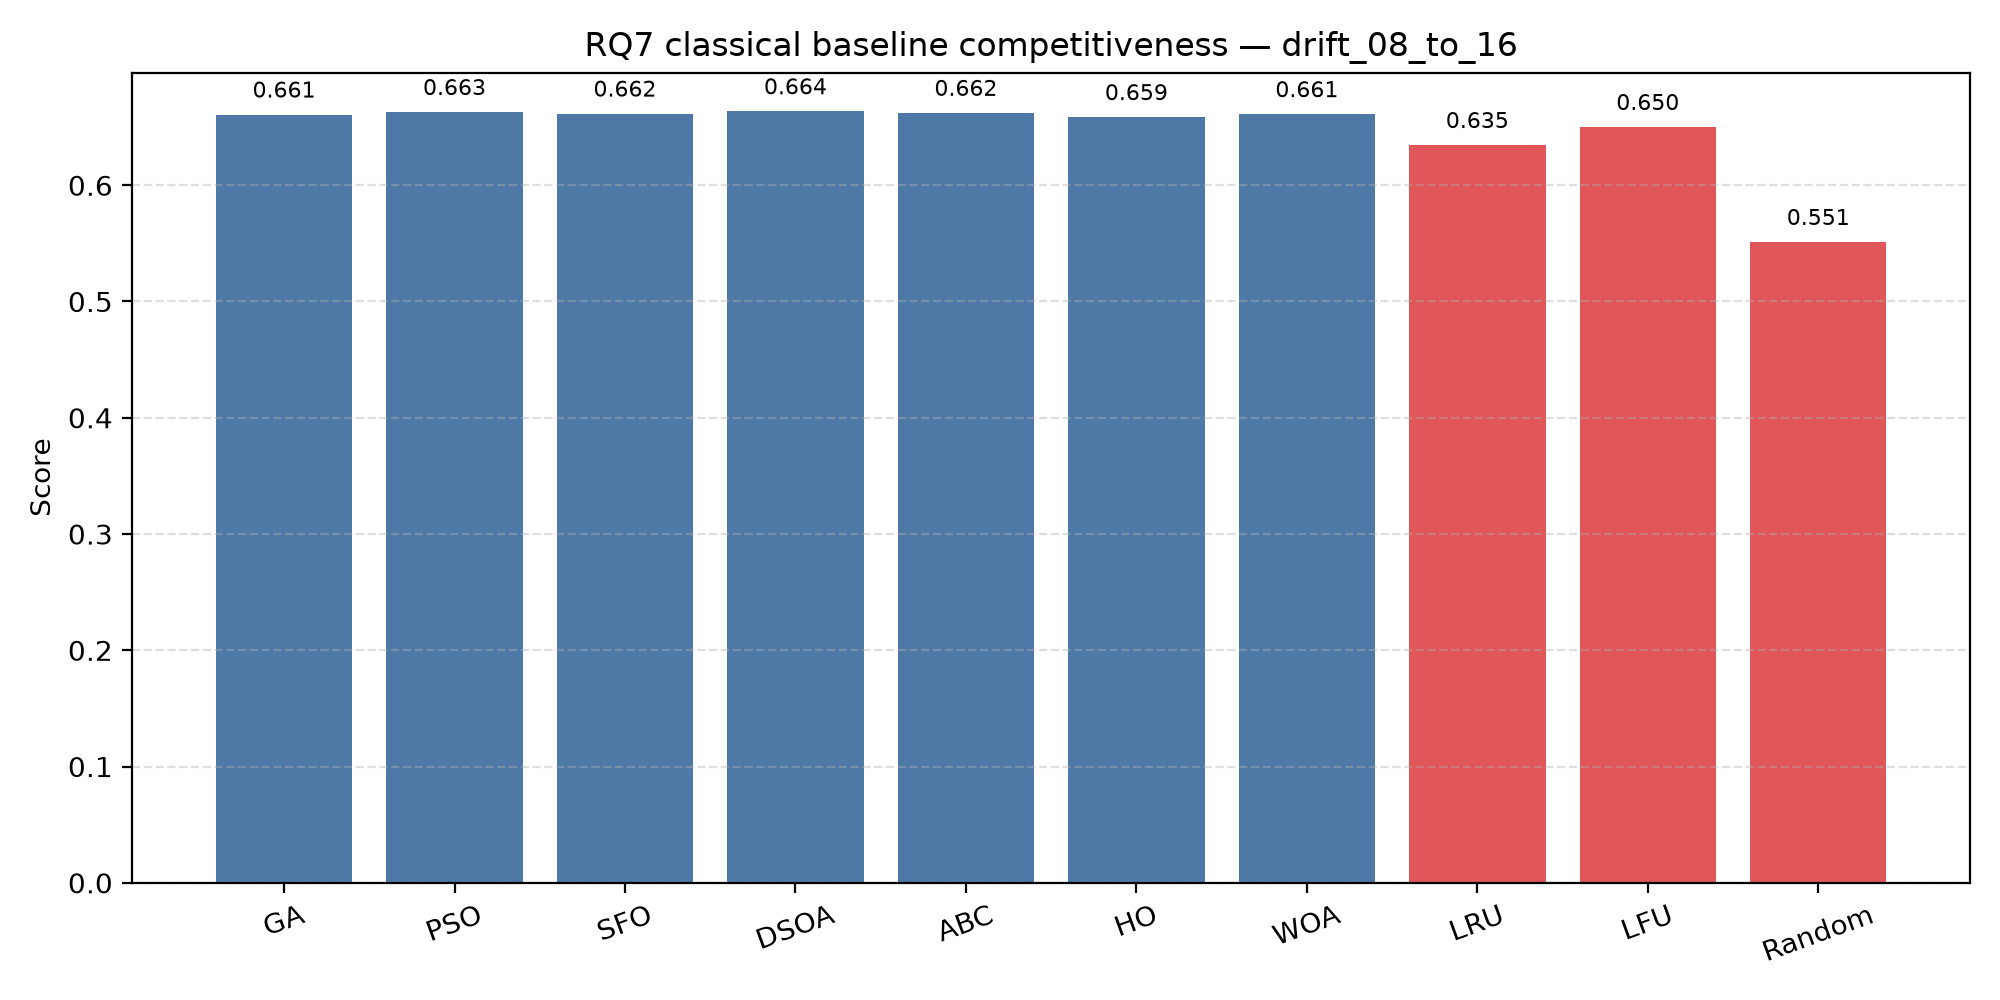 RQ7 classical baseline competitiveness — drift_08_to_16
0.661
0.663
0.662
0.664
0.662
0.659
0.661
0.635
0.650
0.551
Score
0.6
0.5
0.4
0.3
0.2
0.1
0.0
GA
PSO
SFO
DSOA
ABC
HO
WOA
LRU
LFU
Random